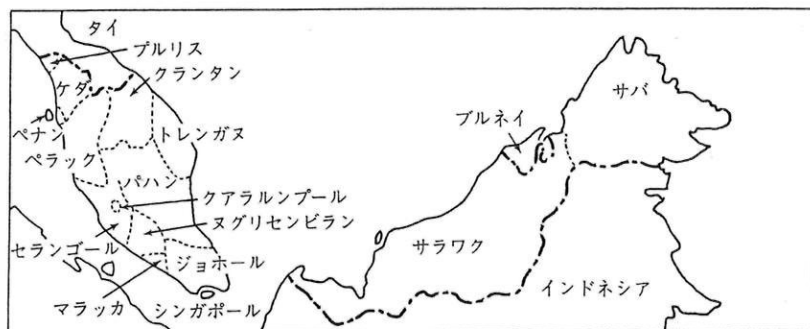 タイ
プルリス
クランタン
ケダ
ペナン
トレンガヌ
ペラック
パハン
クアラルンプール
ヌグリセンビラン
セランゴール
ジョホール
マラッカ
シンガポール
サバ
ブルネイ
サラワク
インドネシア